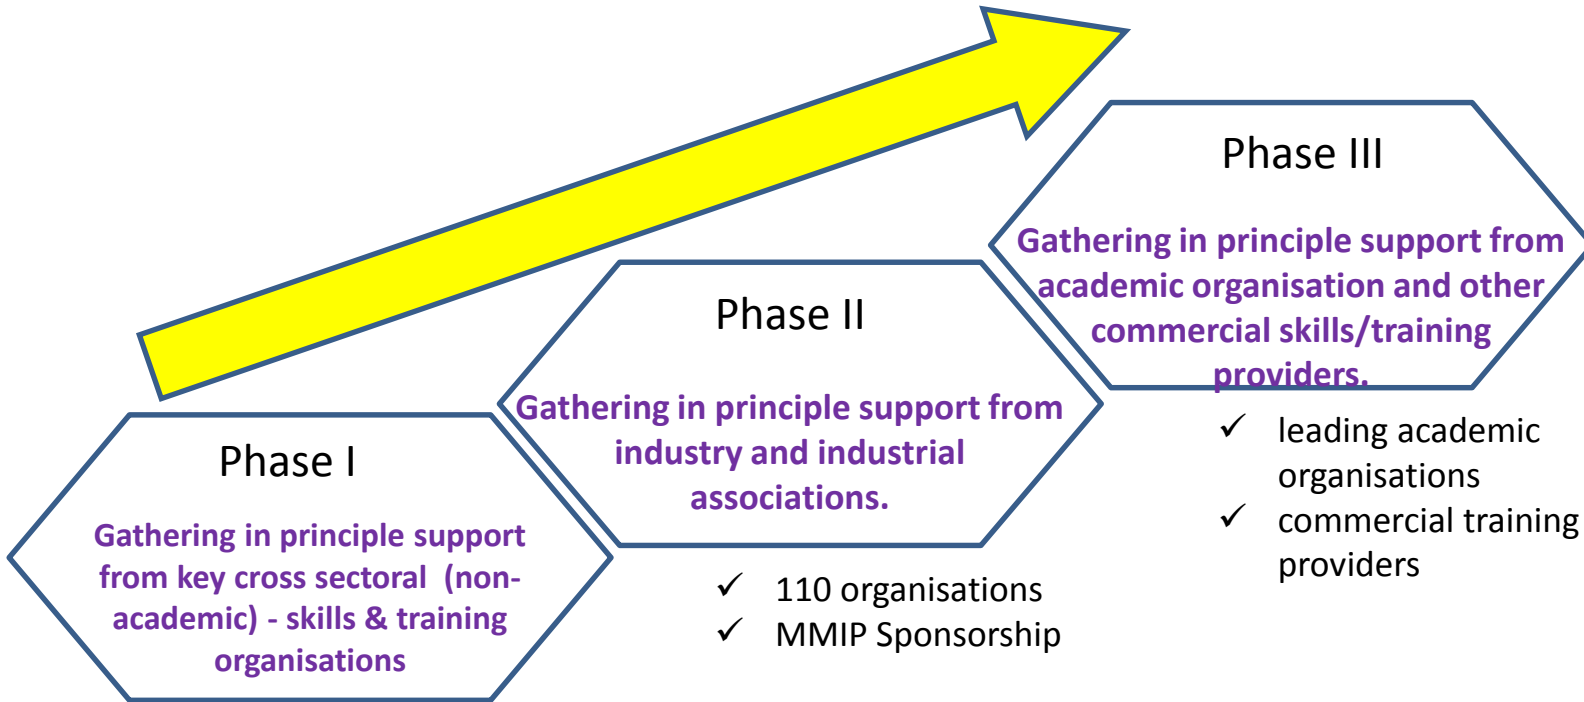 Phase I
Gathering in principle support
from key cross sectoral (non-
academic) - skills & training
organisations
Phase II
Gathering in principle support from
industry and industrial
associations.
✓ 110 organisations
✓ MMIP Sponsorship
Phase III
Gathering in principle support from
academic organisation and other
commercial skills/training
providers.
✓ leading academic
organisations
✓ commercial training
providers